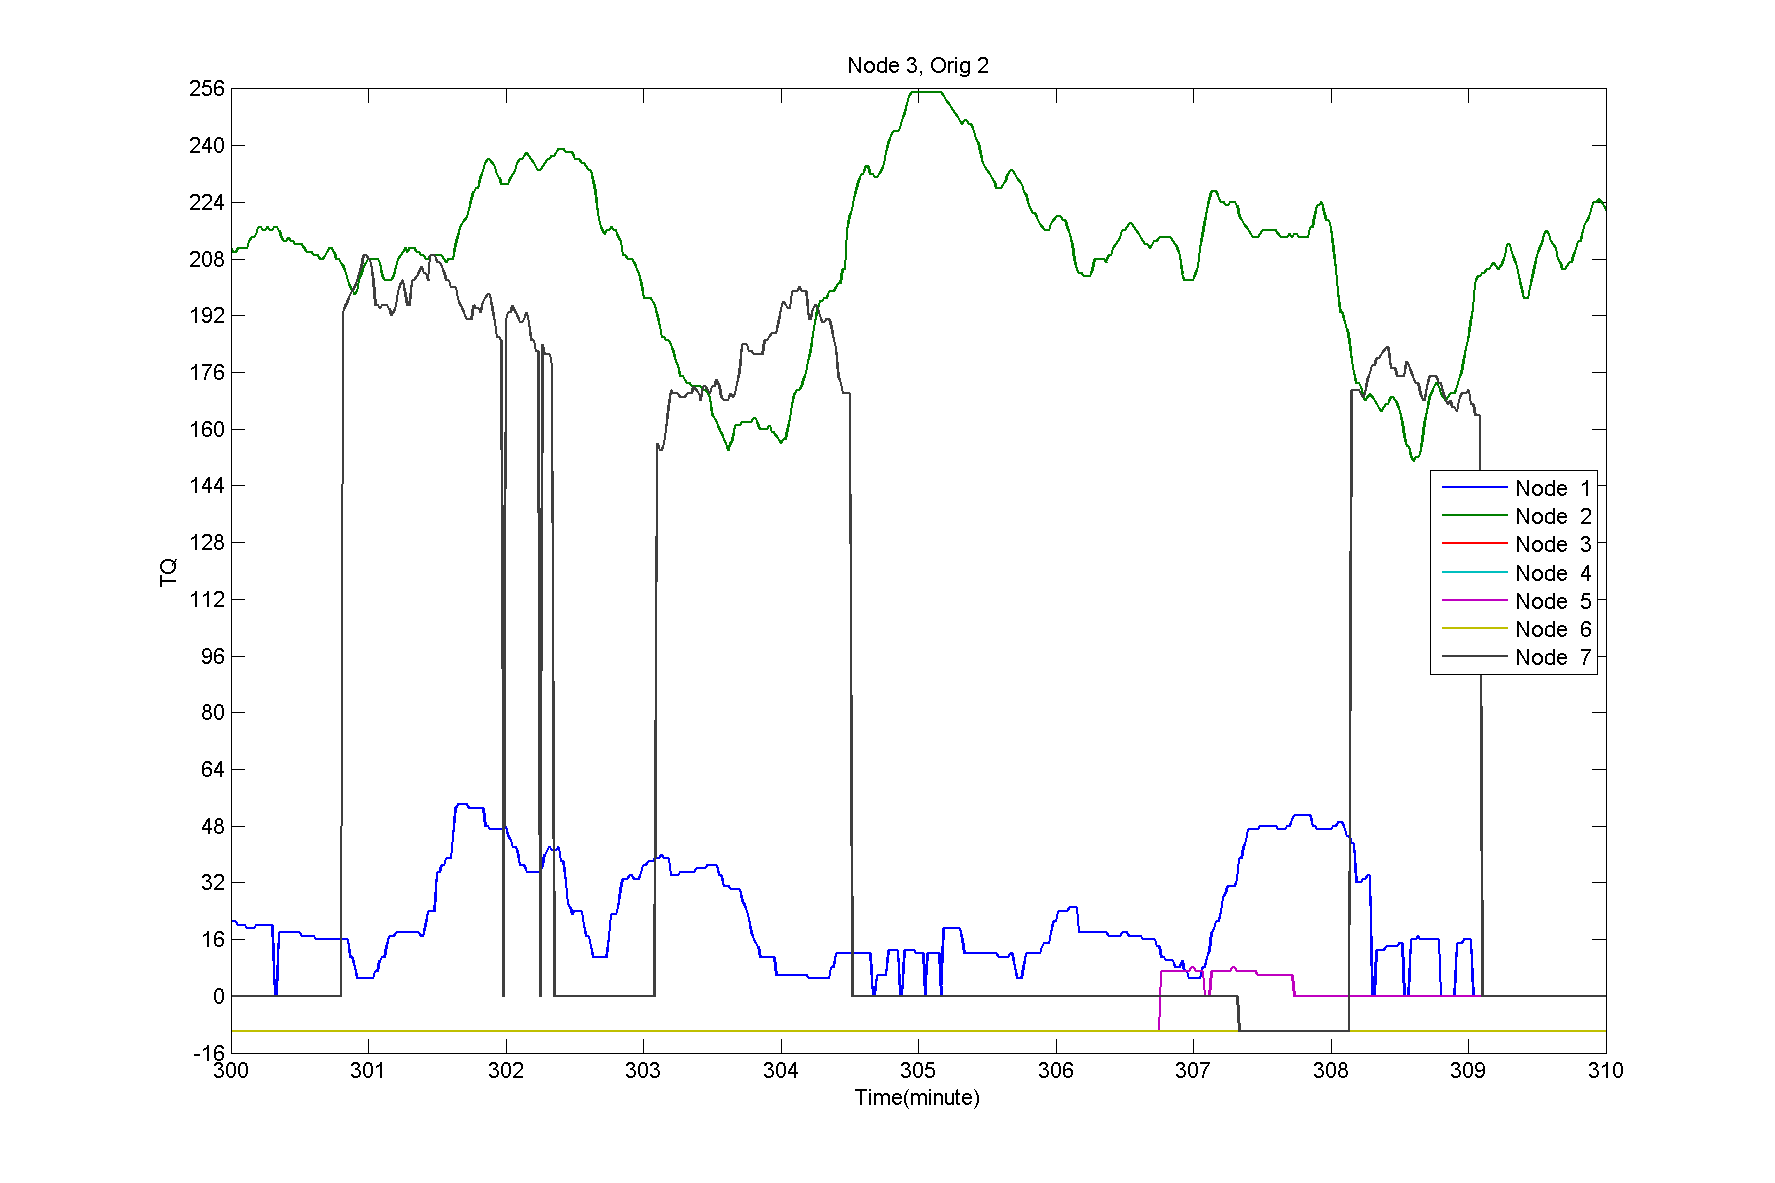 Node 3, Orig 2
256
240
224
208
192
176
160
144
128
112
96
80
64
48
32
16
0
-16
TQ
Node 1
Node 2
Node 3
Node 4
Node 5
Node 6
Node 7
300 301 302 303 304 305 306 307 308 309 310
Time(minute)